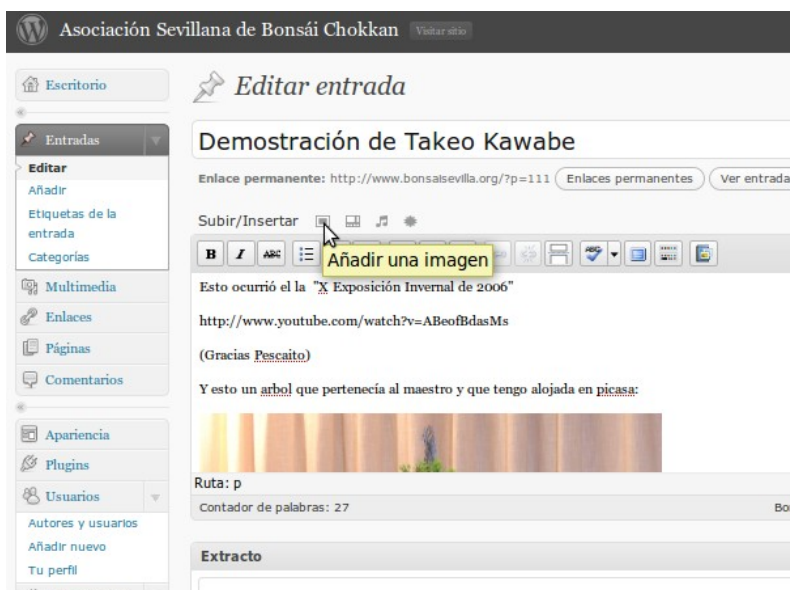 Asociación Sevillana de Bonsái Chokkan Visitar sitio
Escritorio
Editar entrada
Entradas
Editar
Añadir
Etiquetas de la
entrada
Categorías
Multimedia
Enlaces
Páginas
Comentarios
Apariencia
Plugins
Usuarios
Autores y usuarios
Añadir nuevo
Tu perfil
Demostración de Takeo Kawabe
Enlace permanente: http://www.bonsaisevilla.org/?p=111 Enlaces permanentes Ver entrada
Subir/Insertar
B I ABC ABC
Añadir una imagen
Esto ocurrió el la "X Exposición Invernal de 2006"
http://www.youtube.com/watch?v=ABeofBdasMs
(Gracias Pescaito)
Y esto un arbol que pertenecía al maestro y que tengo alojada en picasa:
Ruta: p
Contador de palabras: 27
Extracto